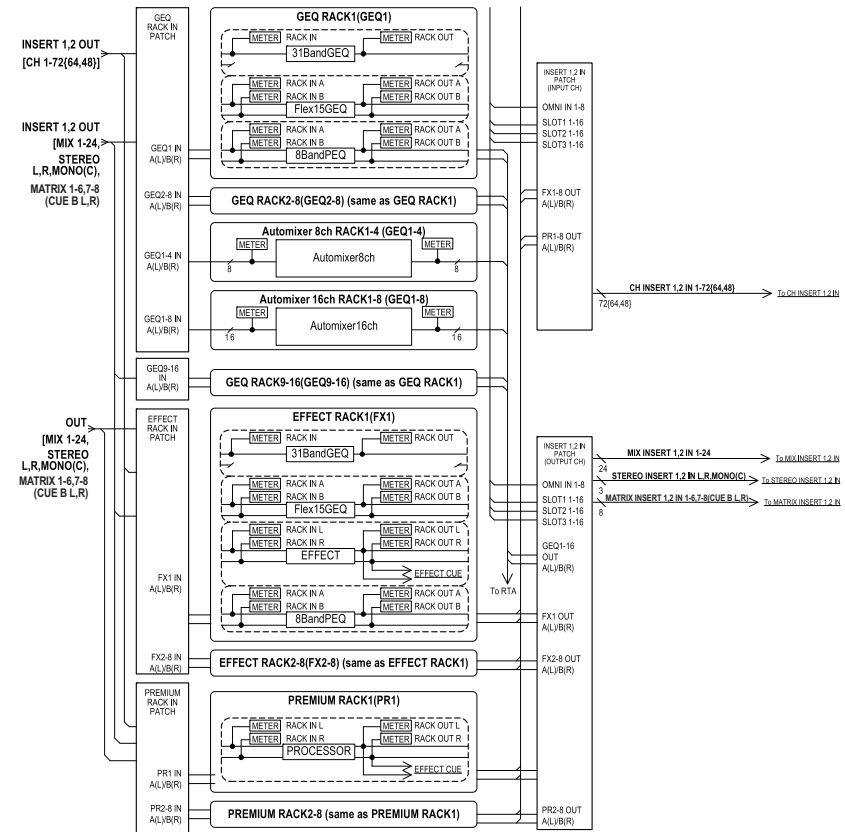 INSERT 1,2 OUT
[CH 1-72{64,48}]
INSERT 1,2 OUT
[MIX 1-24,
STEREO
L,R,MONO(C),
MATRIX 1-6,7-8
(CUE B L,R)
OUT
[MIX 1-24,
STEREO
L,R,MONO(C),
MATRIX 1-6,7-8
(CUE B L,R)
GEQ
RACK IN
PATCH
GEQ1 IN
A(L)/B(R)
GEQ2-8 IN
A(L)/B(R)
GEQ1-4 IN
A(L)/B(R)
GEQ1-8 IN
A(L)/B(R)
GEQ9-16
IN
A(L)/B(R)
EFFECT
RACK IN
PATCH
FX1 IN
A(L)/B(R)
FX2-8 IN
A(L)/B(R)
PREMIUM
RACK IN
PATCH
PR1 IN
A(L)/B(R)
PR2-8 IN
A(L)/B(R)
GEQ RACK1(GEQ1)
METER RACK IN METER RACK OUT
31BandGEQ
METER RACK IN A METER RACK OUT A
METER RACK IN B METER RACK OUT B
Flex15GEQ
METER RACK IN A METER RACK OUT A
METER RACK IN B METER RACK OUT B
8BandPEQ
GEQ RACK2-8(GEQ2-8) (same as GEQ RACK1)
Automixer 8ch RACK1-4 (GEQ1-4)
METER METER
Automixer8ch
8 8
Automixer 16ch RACK1-8 (GEQ1-8)
METER METER
Automixer16ch
16 16
GEQ RACK9-16(GEQ9-16) (same as GEQ RACK1)
EFFECT RACK1(FX1)
METER RACK IN METER RACK OUT
31BandGEQ
METER RACK IN A METER RACK OUT A
METER RACK IN B METER RACK OUT B
Flex15GEQ
METER RACK IN L METER RACK OUT L
METER RACK IN R METER RACK OUT R
EFFECT
EFFECT CUE
METER RACK IN A METER RACK OUT A
METER RACK IN B METER RACK OUT B
8BandPEQ
EFFECT RACK2-8(FX2-8) (same as EFFECT RACK1)
PREMIUM RACK1(PR1)
METER RACK IN L METER RACK OUT L
METER RACK IN R METER RACK OUT R
PROCESSOR
EFFECT CUE
PREMIUM RACK2-8 (same as PREMIUM RACK1)
To RTA
INSERT 1,2 IN
PATCH
(INPUT CH)
OMNI IN 1-8
SLOT1 1-16
SLOT2 1-16
SLOT3 1-16
FX1-8 OUT
A(L)/B(R)
PR1-8 OUT
A(L)/B(R)
CH INSERT 1,2 IN 1-72{64,48}
72{64,48}
To CH INSERT 1,2 IN
INSERT 1,2 IN
PATCH
(OUTPUT CH)
OMNI IN 1-8
SLOT1 1-16
SLOT2 1-16
SLOT3 1-16
GEQ1-16
OUT
A(L)/B(R)
FX1 OUT
A(L)/B(R)
FX2-8 OUT
A(L)/B(R)
PR2-8 OUT
A(L)/B(R)
MIX INSERT 1,2 IN 1-24
24
To MIX INSERT 1,2 IN
STEREO INSERT 1,2 IN L,R,MONO(C)
3
To STEREO INSERT 1,2 IN
MATRIX INSERT 1,2 IN 1-6,7-8(CUE B L,R)
8
To MATRIX INSERT 1,2 IN